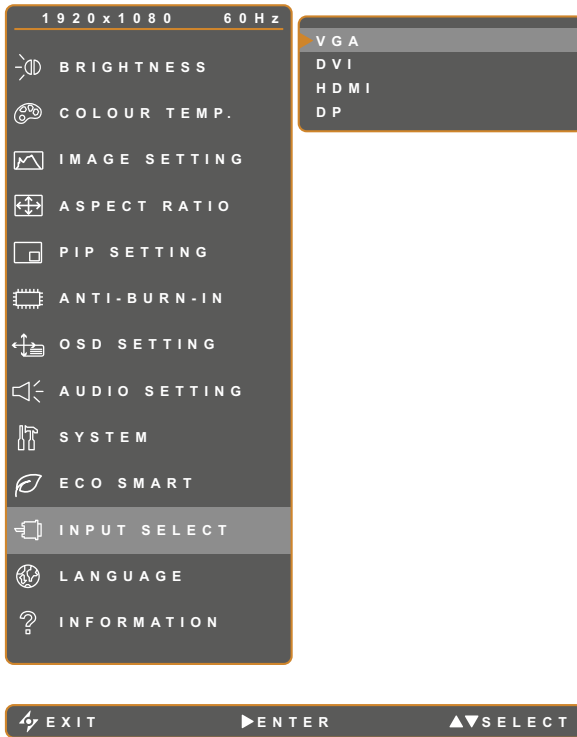 1920x1080 60Hz
BRIGHTNESS
COLOUR TEMP.
IMAGE SETTING
ASPECT RATIO
PIP SETTING
ANTI-BURN-IN
OSD SETTING
AUDIO SETTING
SYSTEM
ECO SMART
INPUT SELECT
LANGUAGE
INFORMATION
VGA
DVI
HDMI
DP
EXIT ▶ENTER ▲▼SELECT